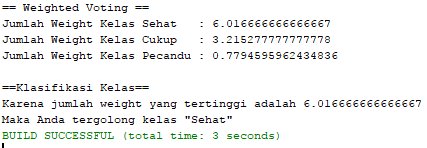 == Weighted Voting ==
Jumlah Weight Kelas Sehat : 6.016666666666667
Jumlah Weight Kelas Cukup : 3.215277777777778
Jumlah Weight Kelas Pecandu : 0.7794595962434836
==Klasifikasi Kelas==
Karena jumlah weight yang tertinggi adalah 6.016666666666667
Maka Anda tergolong kelas "Sehat"
BUILD SUCCESSFUL (total time: 3 seconds)